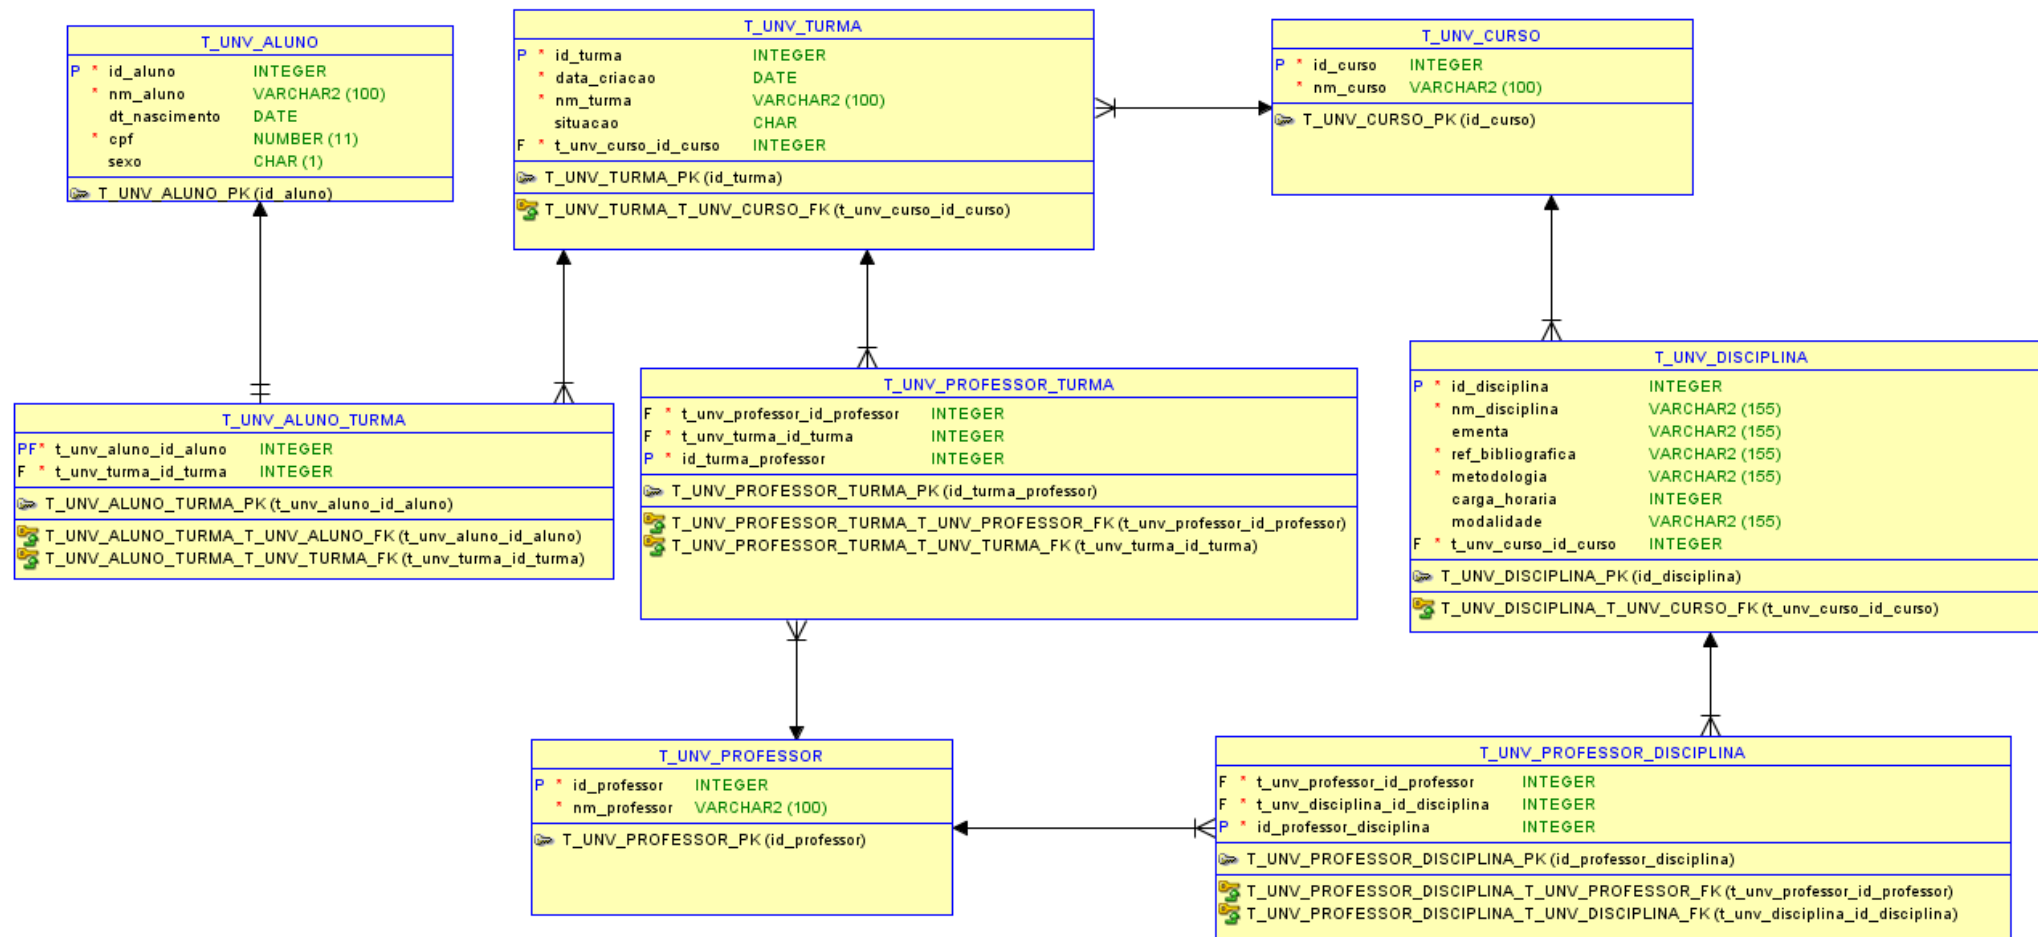 T_UNV_ALUNO
P * id_aluno INTEGER
* nm_aluno VARCHAR2 (100)
dt_nascimento DATE
* cpf NUMBER (11)
sexo CHAR (1)
T_UNV_ALUNO_PK (id_aluno)
T_UNV_TURMA
P * id_turma INTEGER
* data_criacao DATE
* nm_turma VARCHAR2 (100)
situacao CHAR
F * t_unv_curso_id_curso INTEGER
T_UNV_TURMA_PK (id_turma)
T_UNV_TURMA_T_UNV_CURSO_FK (t_unv_curso_id_curso)
T_UNV_CURSO
P * id_curso INTEGER
* nm_curso VARCHAR2 (100)
T_UNV_CURSO_PK (id_curso)
T_UNV_ALUNO_TURMA
PF* t_unv_aluno_id_aluno INTEGER
F * t_unv_turma_id_turma INTEGER
T_UNV_ALUNO_TURMA_PK (t_unv_aluno_id_aluno)
T_UNV_ALUNO_TURMA_T_UNV_ALUNO_FK (t_unv_aluno_id_aluno)
T_UNV_ALUNO_TURMA_T_UNV_TURMA_FK (t_unv_turma_id_turma)
T_UNV_PROFESSOR_TURMA
F * t_unv_professor_id_professor INTEGER
F * t_unv_turma_id_turma INTEGER
P * id_turma_professor INTEGER
T_UNV_PROFESSOR_TURMA_PK (id_turma_professor)
T_UNV_PROFESSOR_TURMA_T_UNV_PROFESSOR_FK (t_unv_professor_id_professor)
T_UNV_PROFESSOR_TURMA_T_UNV_TURMA_FK (t_unv_turma_id_turma)
T_UNV_DISCIPLINA
P * id_disciplina INTEGER
* nm_disciplina VARCHAR2 (155)
ementa VARCHAR2 (155)
* ref_bibliografica VARCHAR2 (155)
* metodologia VARCHAR2 (155)
carga_horaria INTEGER
modalidade VARCHAR2 (155)
F * t_unv_curso_id_curso INTEGER
T_UNV_DISCIPLINA_PK (id_disciplina)
T_UNV_DISCIPLINA_T_UNV_CURSO_FK (t_unv_curso_id_curso)
T_UNV_PROFESSOR
P * id_professor INTEGER
* nm_professor VARCHAR2 (100)
T_UNV_PROFESSOR_PK (id_professor)
T_UNV_PROFESSOR_DISCIPLINA
F * t_unv_professor_id_professor INTEGER
F * t_unv_disciplina_id_disciplina INTEGER
P * id_professor_disciplina INTEGER
T_UNV_PROFESSOR_DISCIPLINA_PK (id_professor_disciplina)
T_UNV_PROFESSOR_DISCIPLINA_T_UNV_PROFESSOR_FK (t_unv_professor_id_professor)
T_UNV_PROFESSOR_DISCIPLINA_T_UNV_DISCIPLINA_FK (t_unv_disciplina_id_disciplina)